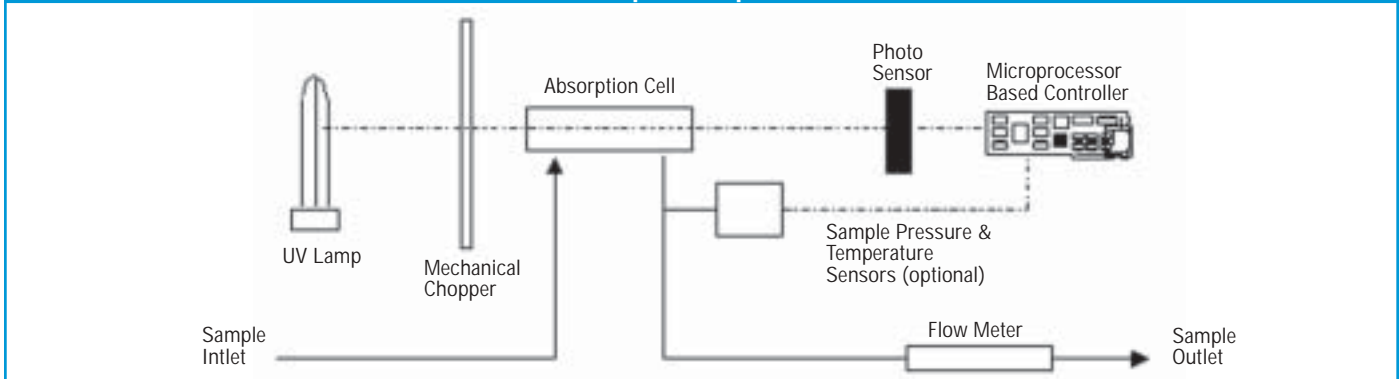 Photo
Sensor
Microprocessor
Based Controller
Absorption Cell
UV Lamp
Mechanical
Chopper
Sample Pressure &
Temperature
Sensors (optional)
Sample
Intlet
Flow Meter
Sample
Outlet